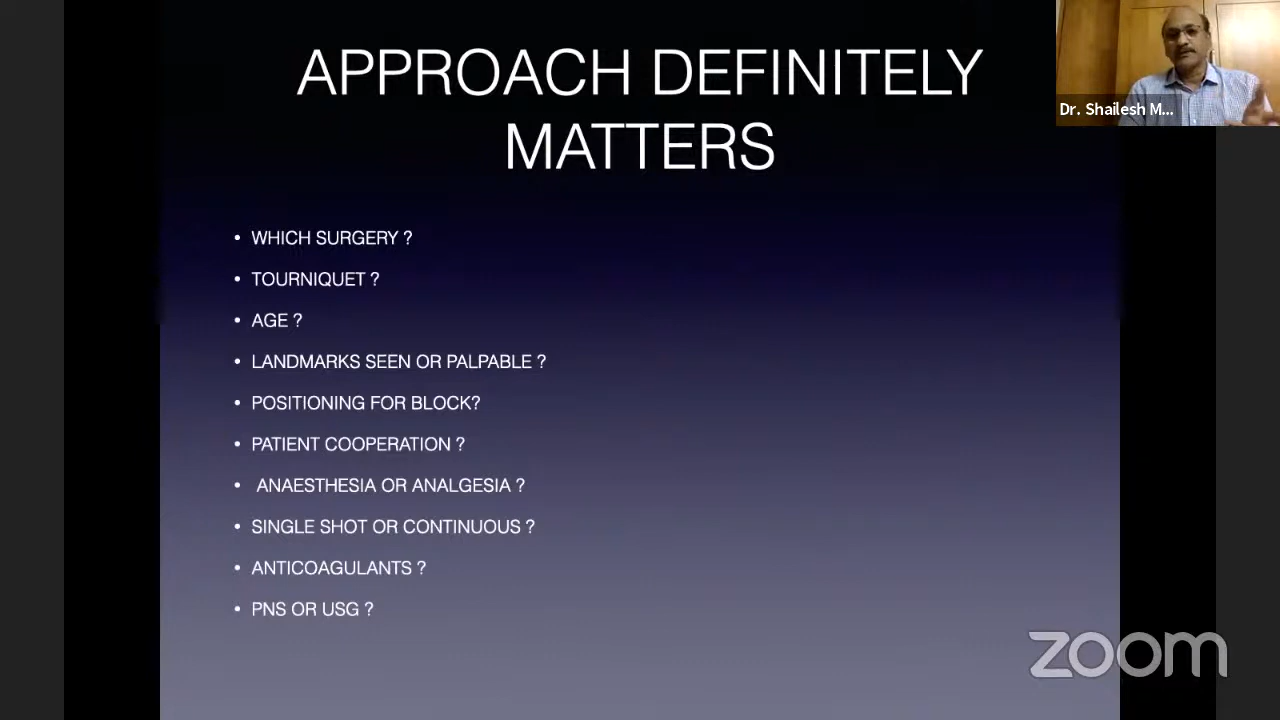 APPROACH DEFINITELY
MATTERS
Dr. Shailesh M...
• WHICH SURGERY ?
• TOURNIQUET ?
• AGE ?
• LANDMARKS SEEN OR PALPABLE ?
• POSITIONING FOR BLOCK?
• PATIENT COOPERATION ?
• ANAESTHESIA OR ANALGESIA ?
• SINGLE SHOT OR CONTINUOUS ?
• ANTICOAGULANTS ?
• PNS OR USG ?
zoom